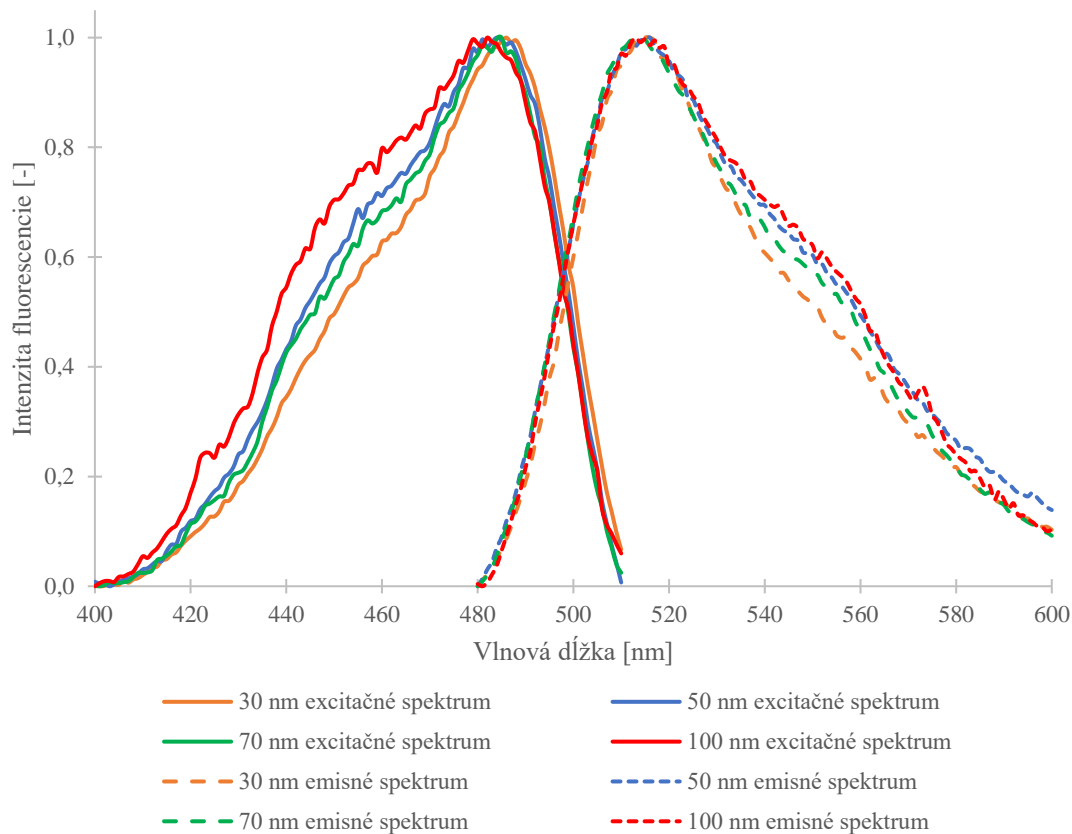 1,0
0,8
0,6
0,4
0,2
0,0
Intenzita fluorescencie [-]
400 420 440 460 480 500 520 540 560 580 600
Vlnová dĺžka [nm]
30 nm excitačné spektrum 50 nm excitačné spektrum
70 nm excitačné spektrum 100 nm excitačné spektrum
30 nm emisné spektrum 50 nm emisné spektrum
70 nm emisné spektrum 100 nm emisné spektrum